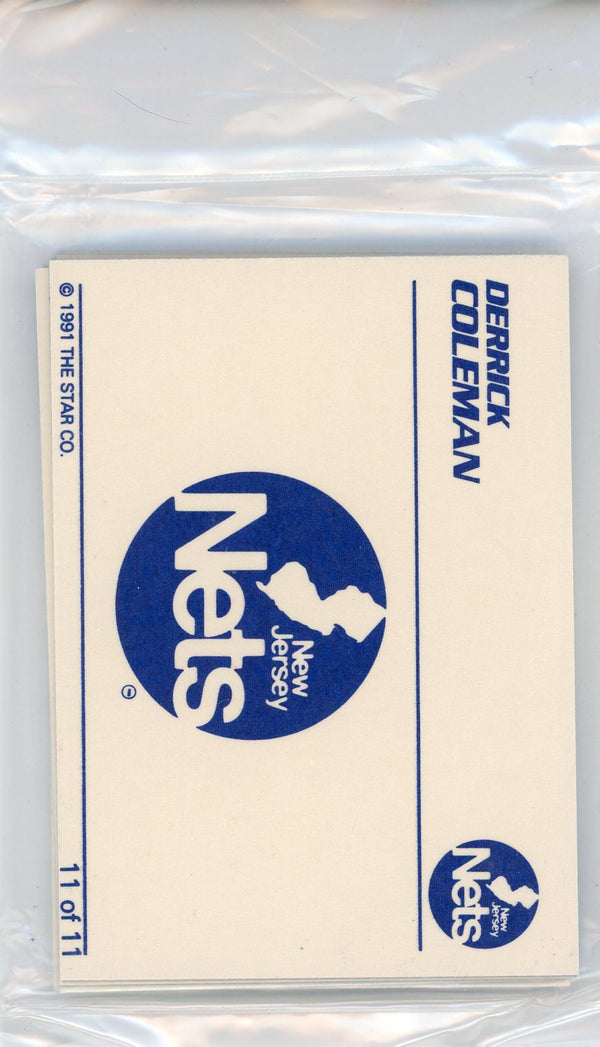 DERRICK
COLEMAN
New
Jersey
Nets
New
Jersey
Nets
© 1991 THE STAR CO.
11 of 11